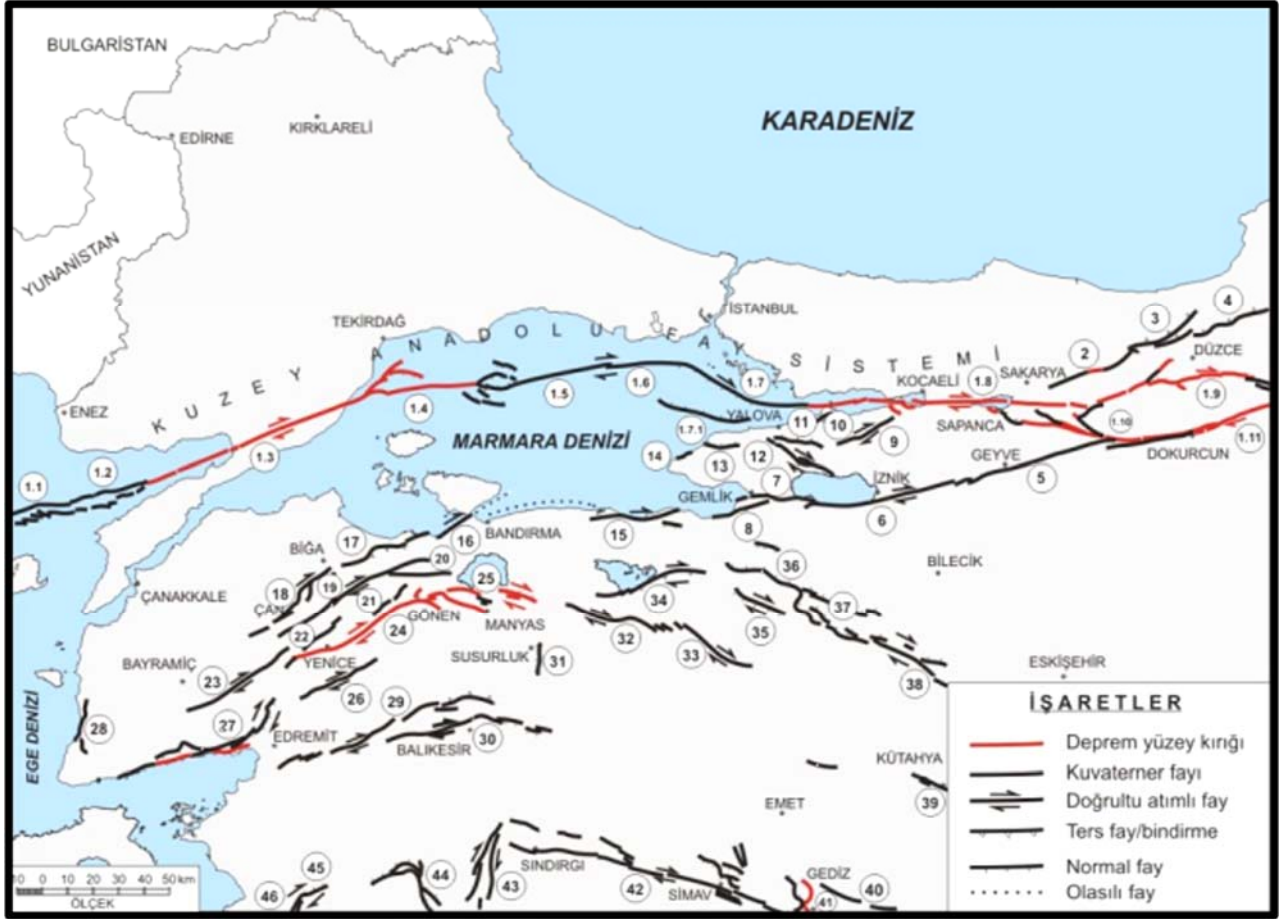 BULGARİSTAN
KARADENİZ
EDİRNE
KIRKLARELİ
YUNANİSTAN
4
3
TEKİRDAĞ
İSTANBUL
KUZEY ANADOLU FAY SİSTEMİ
2
DÜZCE
SAKARYA
KOCAELİ
1.8
1.7
1.6
1.5
1.4
1.9
ENEZ
YALOVA
11
10
9
SAPANCA
1.10
1.11
1.7.1
MARMARA DENİZİ
1.3
1.2
1.1
14
13
12
7
GEYVE
DOKURCUN
İZNİK
5
GEMLİK
6
8
15
16
BANDIRMA
17
BİĞA
20
36
BİLECİK
25
18
19
ÇANAKKALE
ÇAN
21
34
37
GÖNEN
24
MANYAS
35
22
32
33
SUSURLUK
31
YENİCE
BAYRAMİÇ
23
26
38
ESKİŞEHİR
29
28
27
EDREMİT
30
BALIKESİR
EGE DENİZİ
KÜTAHYA
39
EMET
SINDIRGI
GEDİZ
45
44
43
42
SİMAV
41
40
46
10 0 10 20 30 40 50 km
ÖLÇEK
İŞARETLER
Deprem yüzey kırığı
Kuvaterner fayı
Doğrultu atımlı fay
Ters fay/bindirme
Normal fay
Olasılı fay